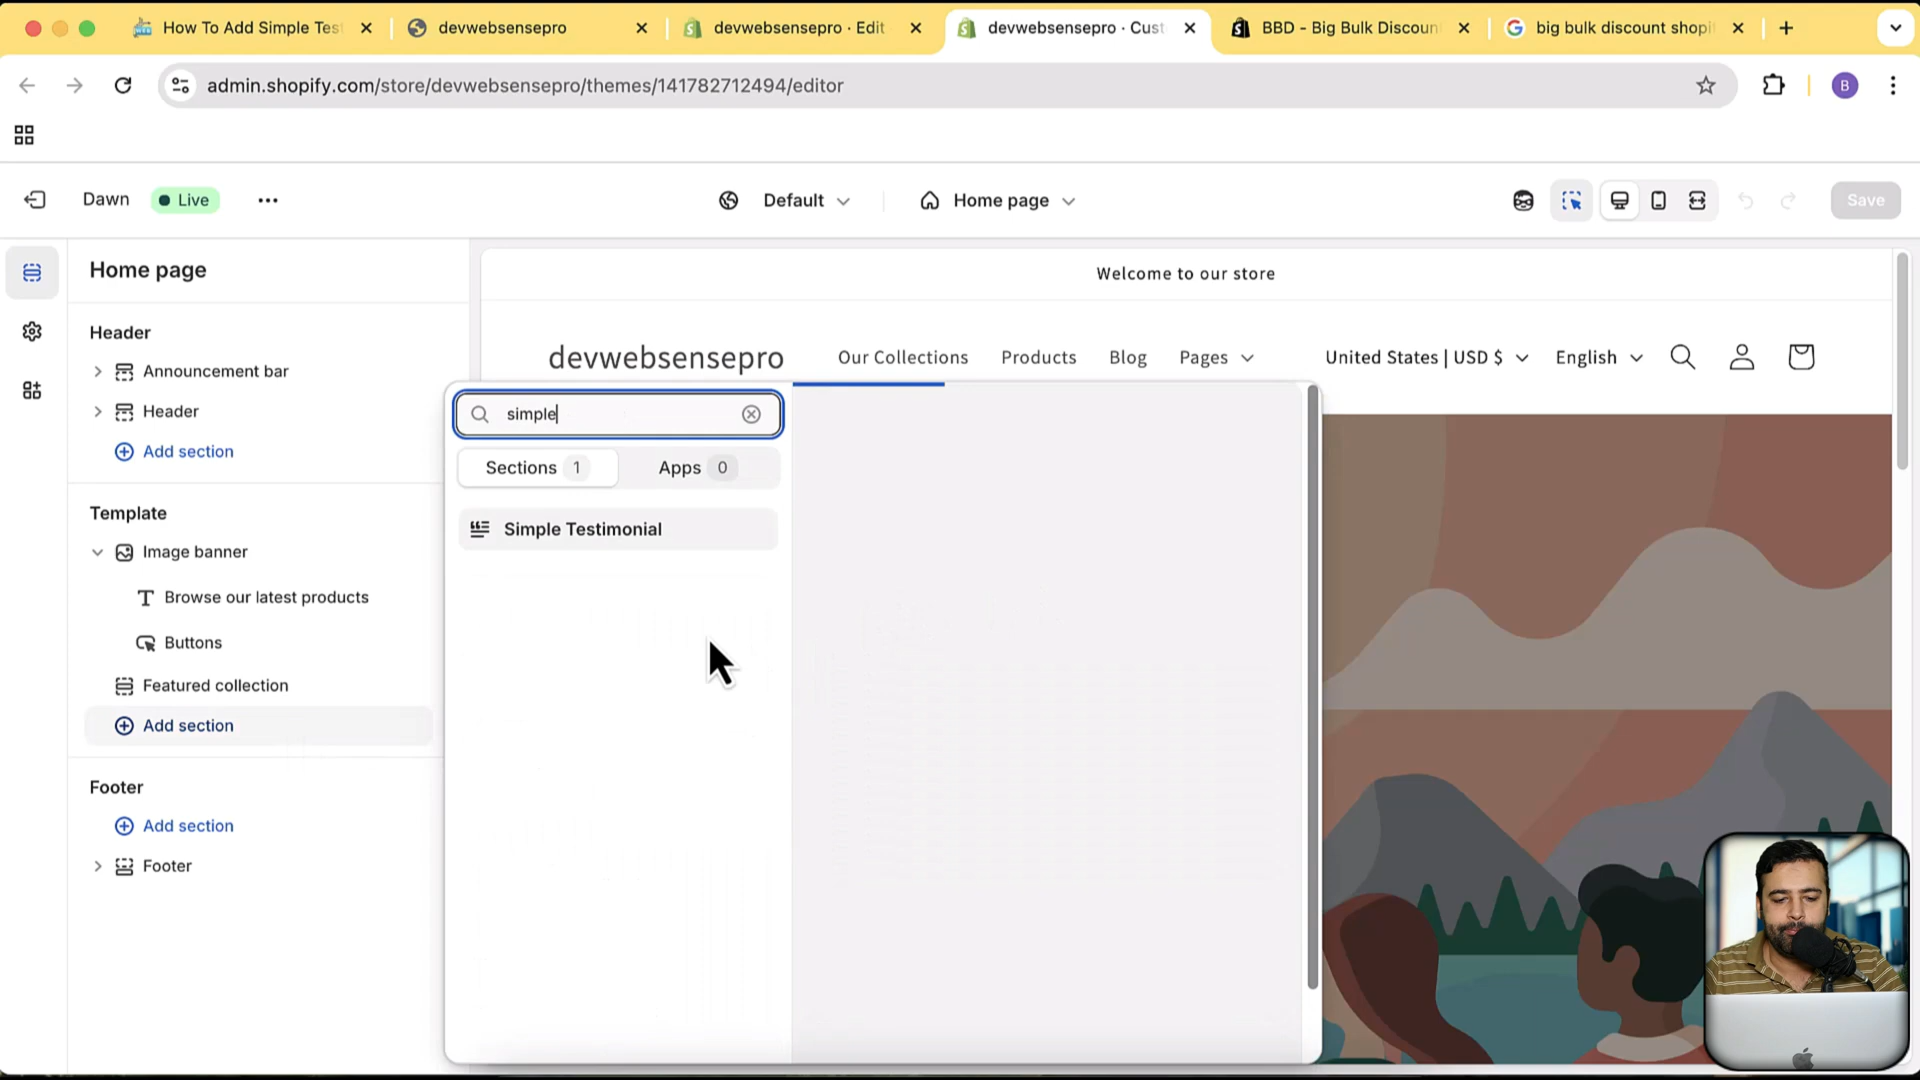 How To Add Simple Test
devwebsensepro
devwebsensepro · Edit
devwebsensepro · Cust
BBD - Big Bulk Discoun
big bulk discount shopi
admin.shopify.com/store/devwebsensepro/themes/141782712494/editor
B
Dawn
Live
Default
Home page
Save
Home page
Header
Announcement bar
Header
Add section
Template
Image banner
Browse our latest products
Buttons
Featured collection
Add section
Footer
Add section
Footer
simple
Sections 1
Apps 0
Simple Testimonial
Welcome to our store
devwebsensepro
Our Collections
Products
Blog
Pages
United States | USD $
English